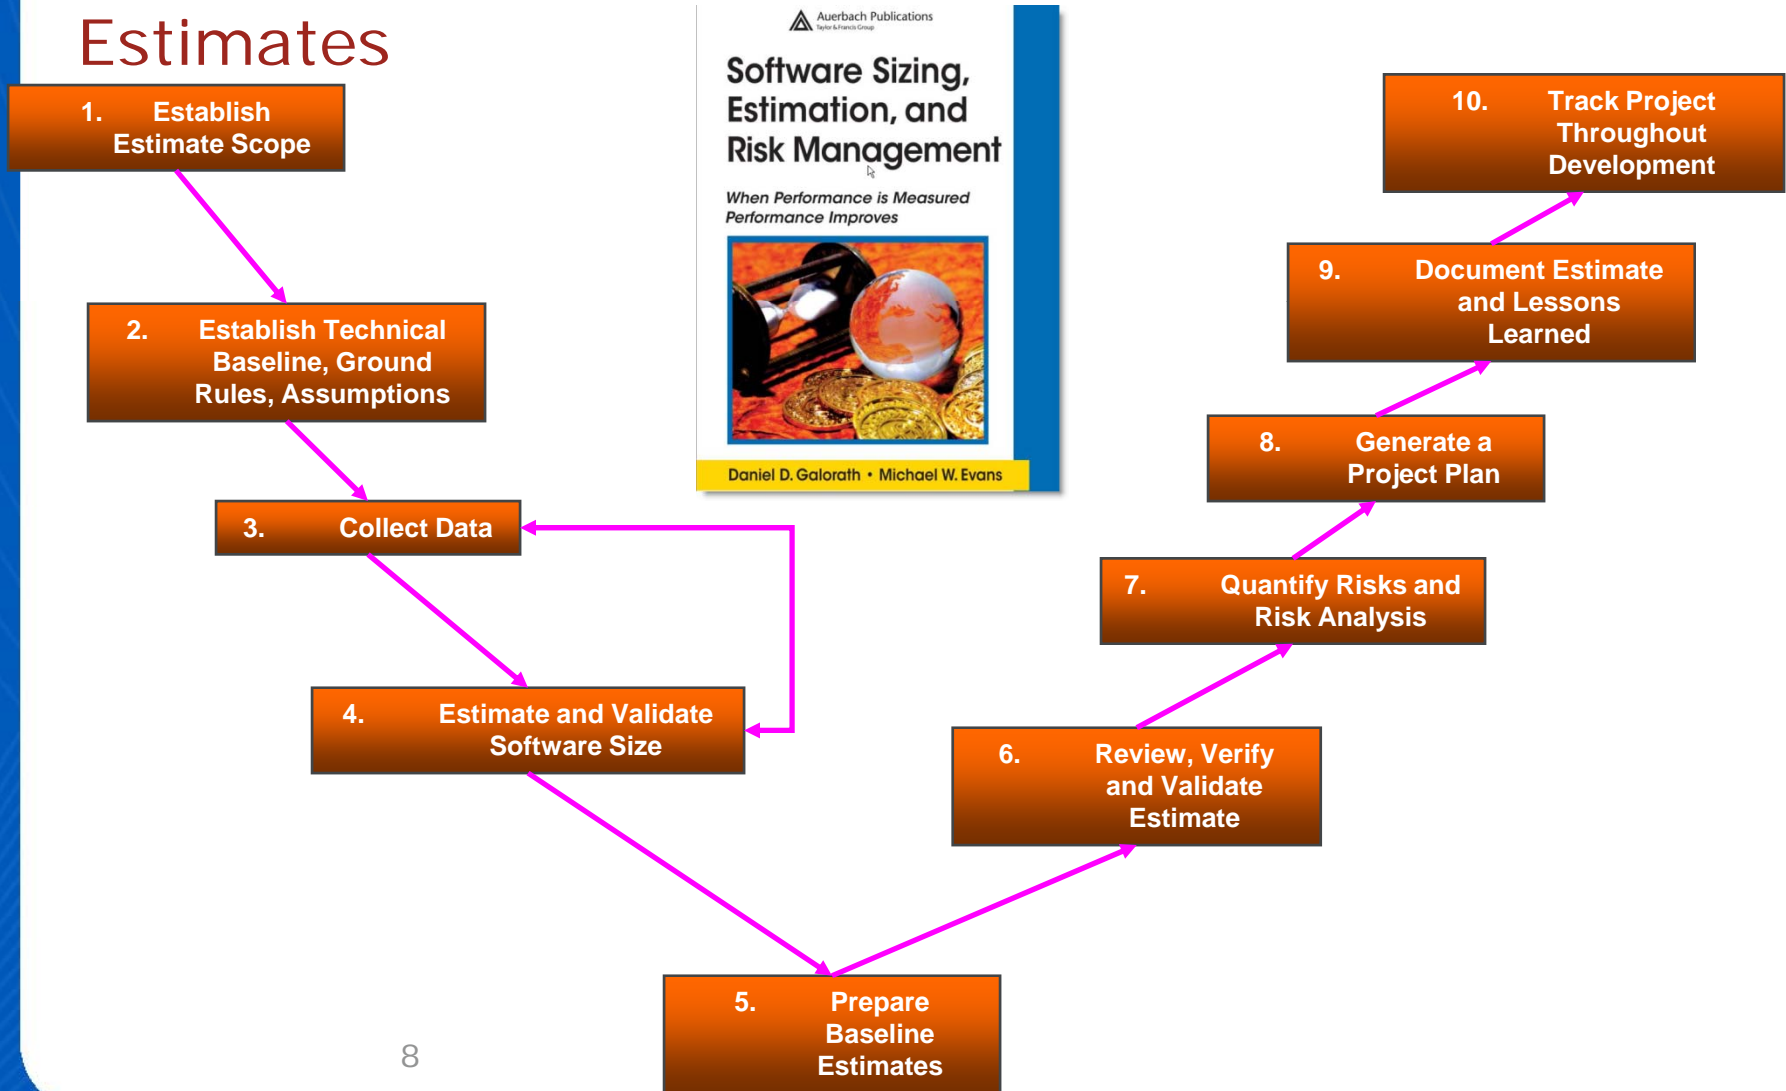 Estimates
1. Establish
Estimate Scope
2. Establish Technical
Baseline, Ground
Rules, Assumptions
3. Collect Data
4. Estimate and Validate
Software Size
5. Prepare
Baseline
Estimates
6. Review, Verify
and Validate
Estimate
7. Quantify Risks and
Risk Analysis
8. Generate a
Project Plan
9. Document Estimate
and Lessons
Learned
10. Track Project
Throughout
Development
Auerbach Publications
Taylor & Francis Group
Software Sizing,
Estimation, and
Risk Management
When Performance is Measured
Performance Improves
Daniel D. Galorath • Michael W. Evans
8